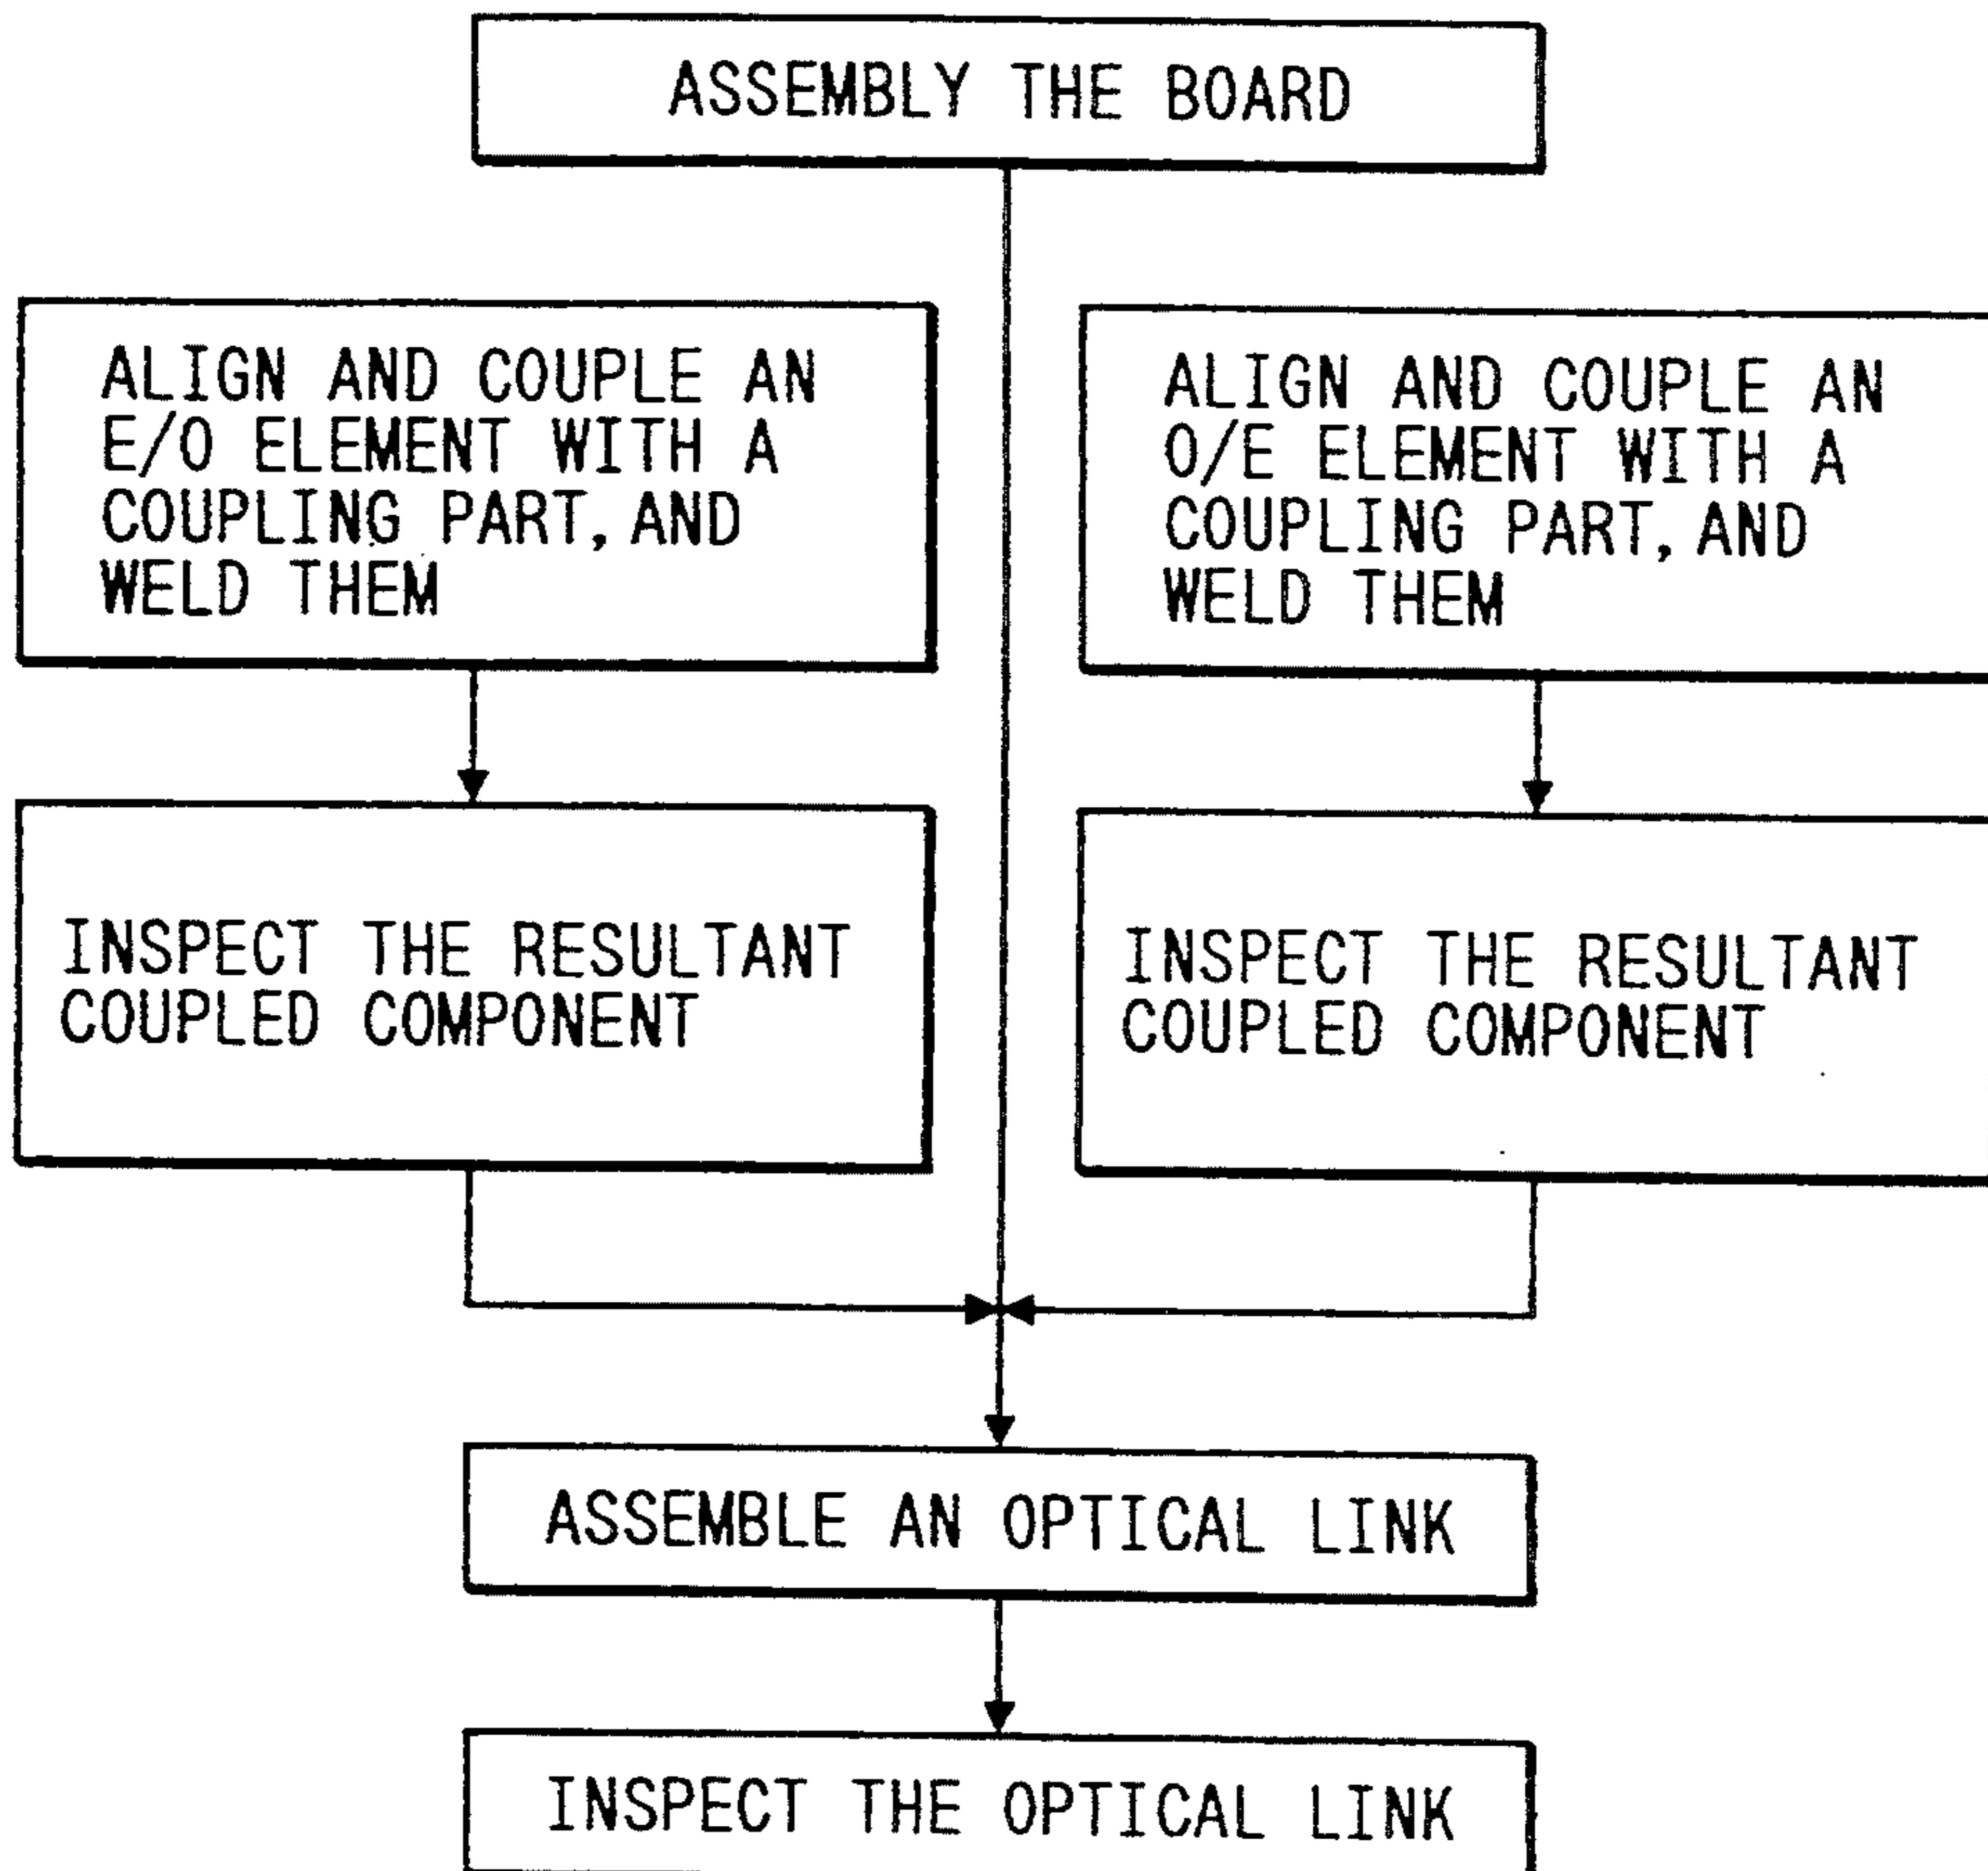 ASSEMBLY THE BOARD
ALIGN AND COUPLE AN
E/O ELEMENT WITH A
COUPLING PART, AND
WELD THEM
ALIGN AND COUPLE AN
O/E ELEMENT WITH A
COUPLING PART, AND
WELD THEM
INSPECT THE RESULTANT
COUPLED COMPONENT
INSPECT THE RESULTANT
COUPLED COMPONENT
ASSEMBLE AN OPTICAL LINK
INSPECT THE OPTICAL LINK